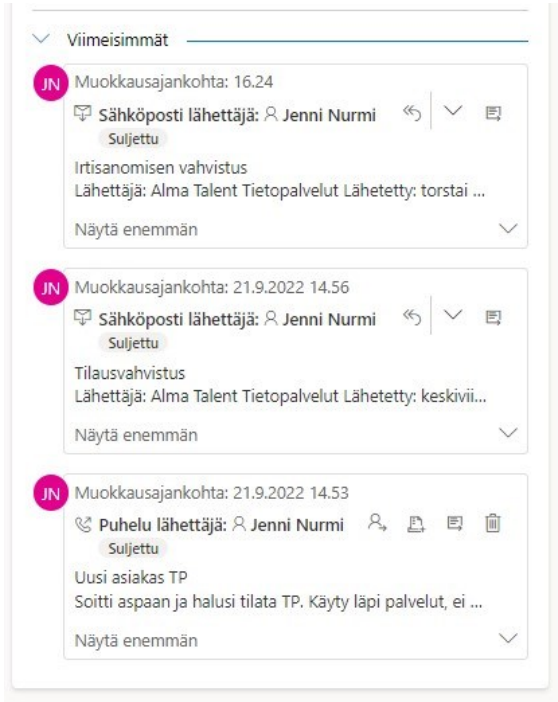 Viimeisimmät
JN
Muokkausajankohta: 16.24
Sähköposti lähettäjä: Jenni Nurmi
Suljettu
Irtisanomisen vahvistus
Lähettäjä: Alma Talent Tietopalvelut Lähetetty: torstai ...
Näytä enemmän
JN
Muokkausajankohta: 21.9.2022 14.56
Sähköposti lähettäjä: Jenni Nurmi
Suljettu
Tilausvahvistus
Lähettäjä: Alma Talent Tietopalvelut Lähetetty: keskivii...
Näytä enemmän
JN
Muokkausajankohta: 21.9.2022 14.53
Puhelu lähettäjä: Jenni Nurmi
Suljettu
Uusi asiakas TP
Soitti aspaan ja halusi tilata TP. Käyty läpi palvelut, ei ...
Näytä enemmän